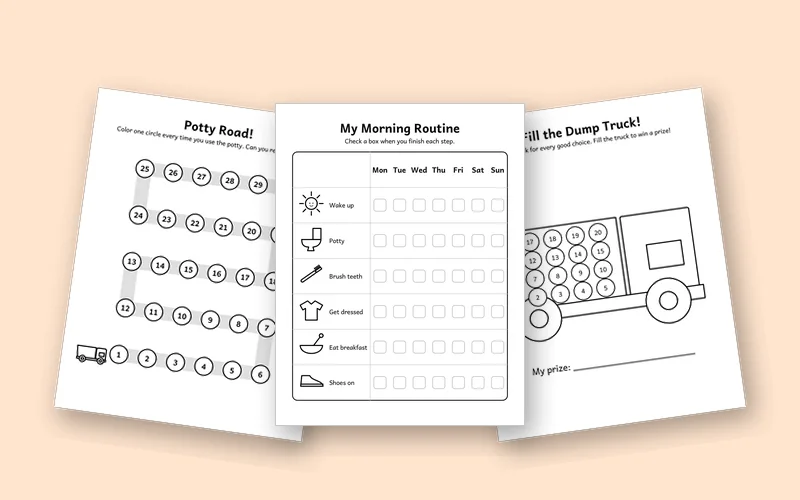 Potty Road!
Color one circle every time you use the potty. Can you
25 26 27 28 29
24 23 22 21 20
13 14 15 16 17
12 11 10 9 8 7
1 2 3 4 5 6
My Morning Routine
Check a box when you finish each step.
Mon Tue Wed Thu Fri Sat Sun
Wake up
Potty
Brush teeth
Get dressed
Eat breakfast
Shoes on
Fill the Dump Truck!
for every good choice. Fill the truck to win a prize!
17 18 19 20
12 13 14 15
7 8 9 10
2 3 4 5
My prize: